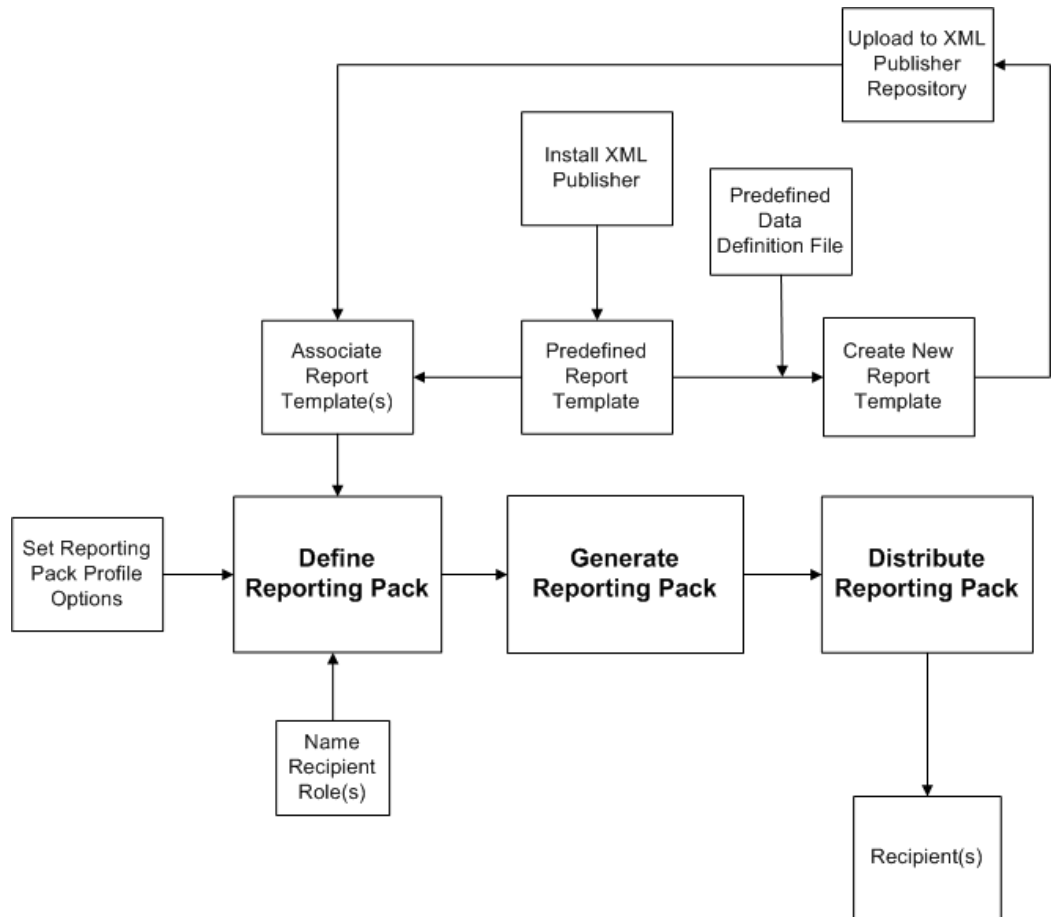 Upload to XML
Publisher
Repository
Install XML
Publisher
Predefined
Data
Definition File
Associate
Report
Template(s)
Predefined
Report
Template
Create New
Report
Template
Set Reporting
Pack Profile
Options
Define
Reporting Pack
Generate
Reporting Pack
Distribute
Reporting Pack
Name
Recipient
Role(s)
Recipient(s)